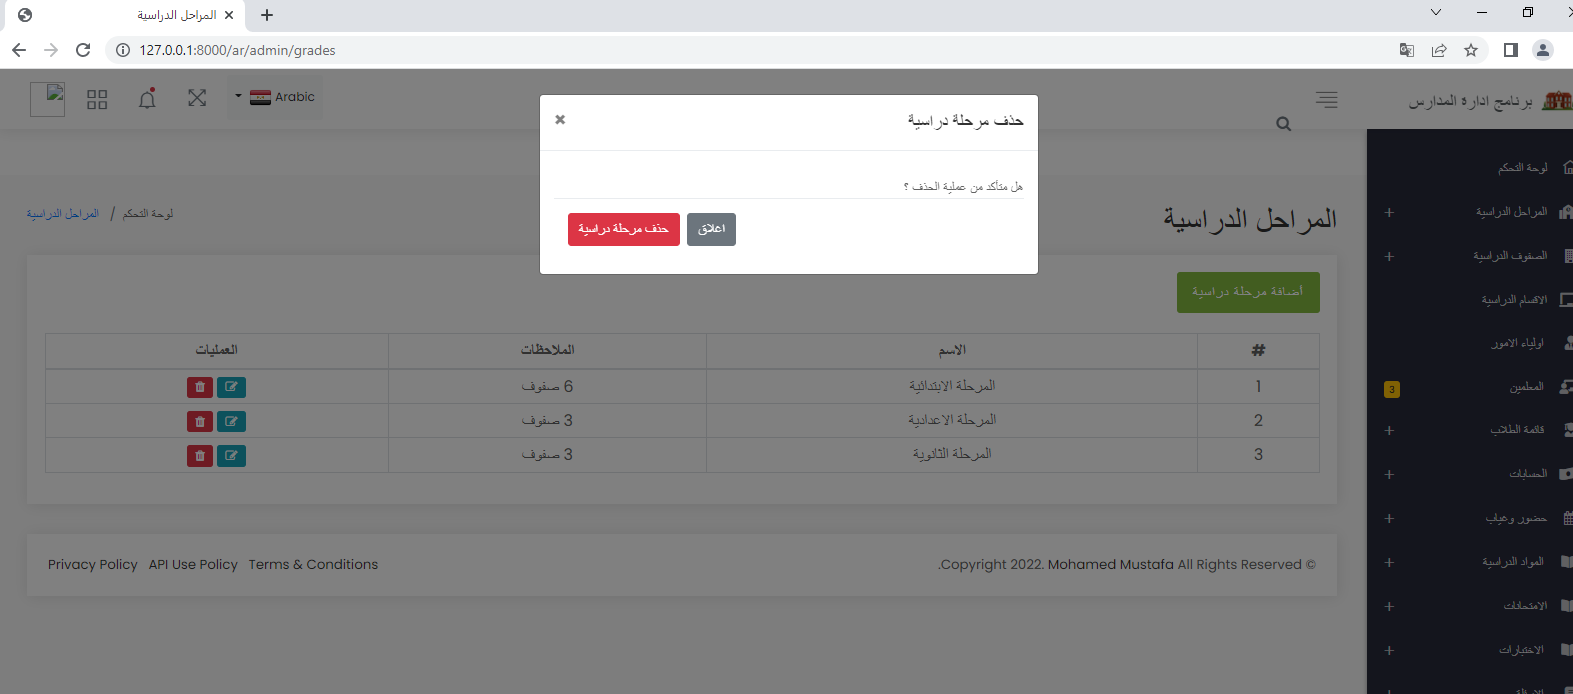 المراحل الدراسية
127.0.0.1:8000/ar/admin/grades
برنامج ادارة المدارس
Arabic
حذف مرحلة دراسية
هل متأكد من عملية الحذف ؟
اغلاق
حذف مرحلة دراسية
لوحة التحكم
المراحل الدراسية
الصفوف الدراسية
الاقسام الدراسية
اولياء الامور
المعلمين 3
قائمة الطلاب
الحسابات
حضور وغياب
المواد الدراسية
الامتحانات
الاختبارات
المراحل الدراسية
لوحة التحكم / المراحل الدراسية
أضافة مرحلة دراسية
# الاسم الملاحظات العمليات
1 المرحلة الابتدائية 6 صفوف
2 المرحلة الاعدادية 3 صفوف
3 المرحلة الثانوية 3 صفوف
.Copyright 2022. Mohamed Mustafa All Rights Reserved ©
Privacy Policy API Use Policy Terms & Conditions